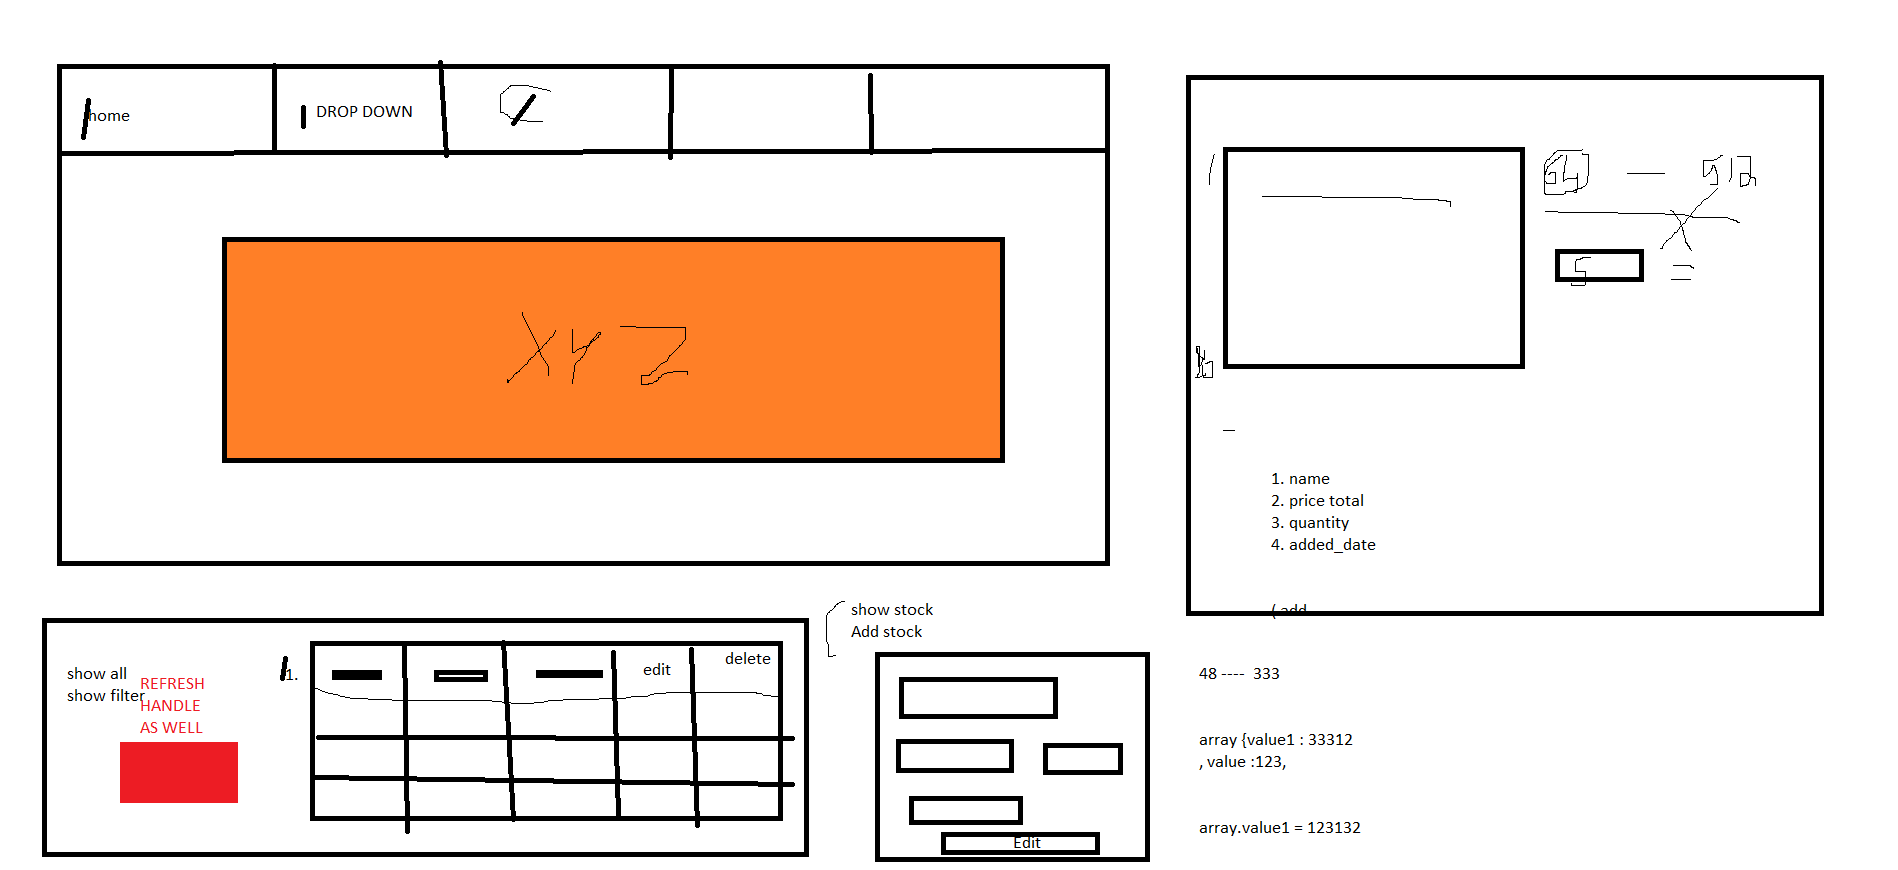 home
DROP DOWN
XYZ
1. name
2. price total
3. quantity
4. added_date
( add
show stock
Add stock
show all
show filter
REFRESH
HANDLE
AS WELL
1.
edit
delete
Edit
48 ---- 333
array {value1 : 33312
, value :123,
array.value1 = 123132